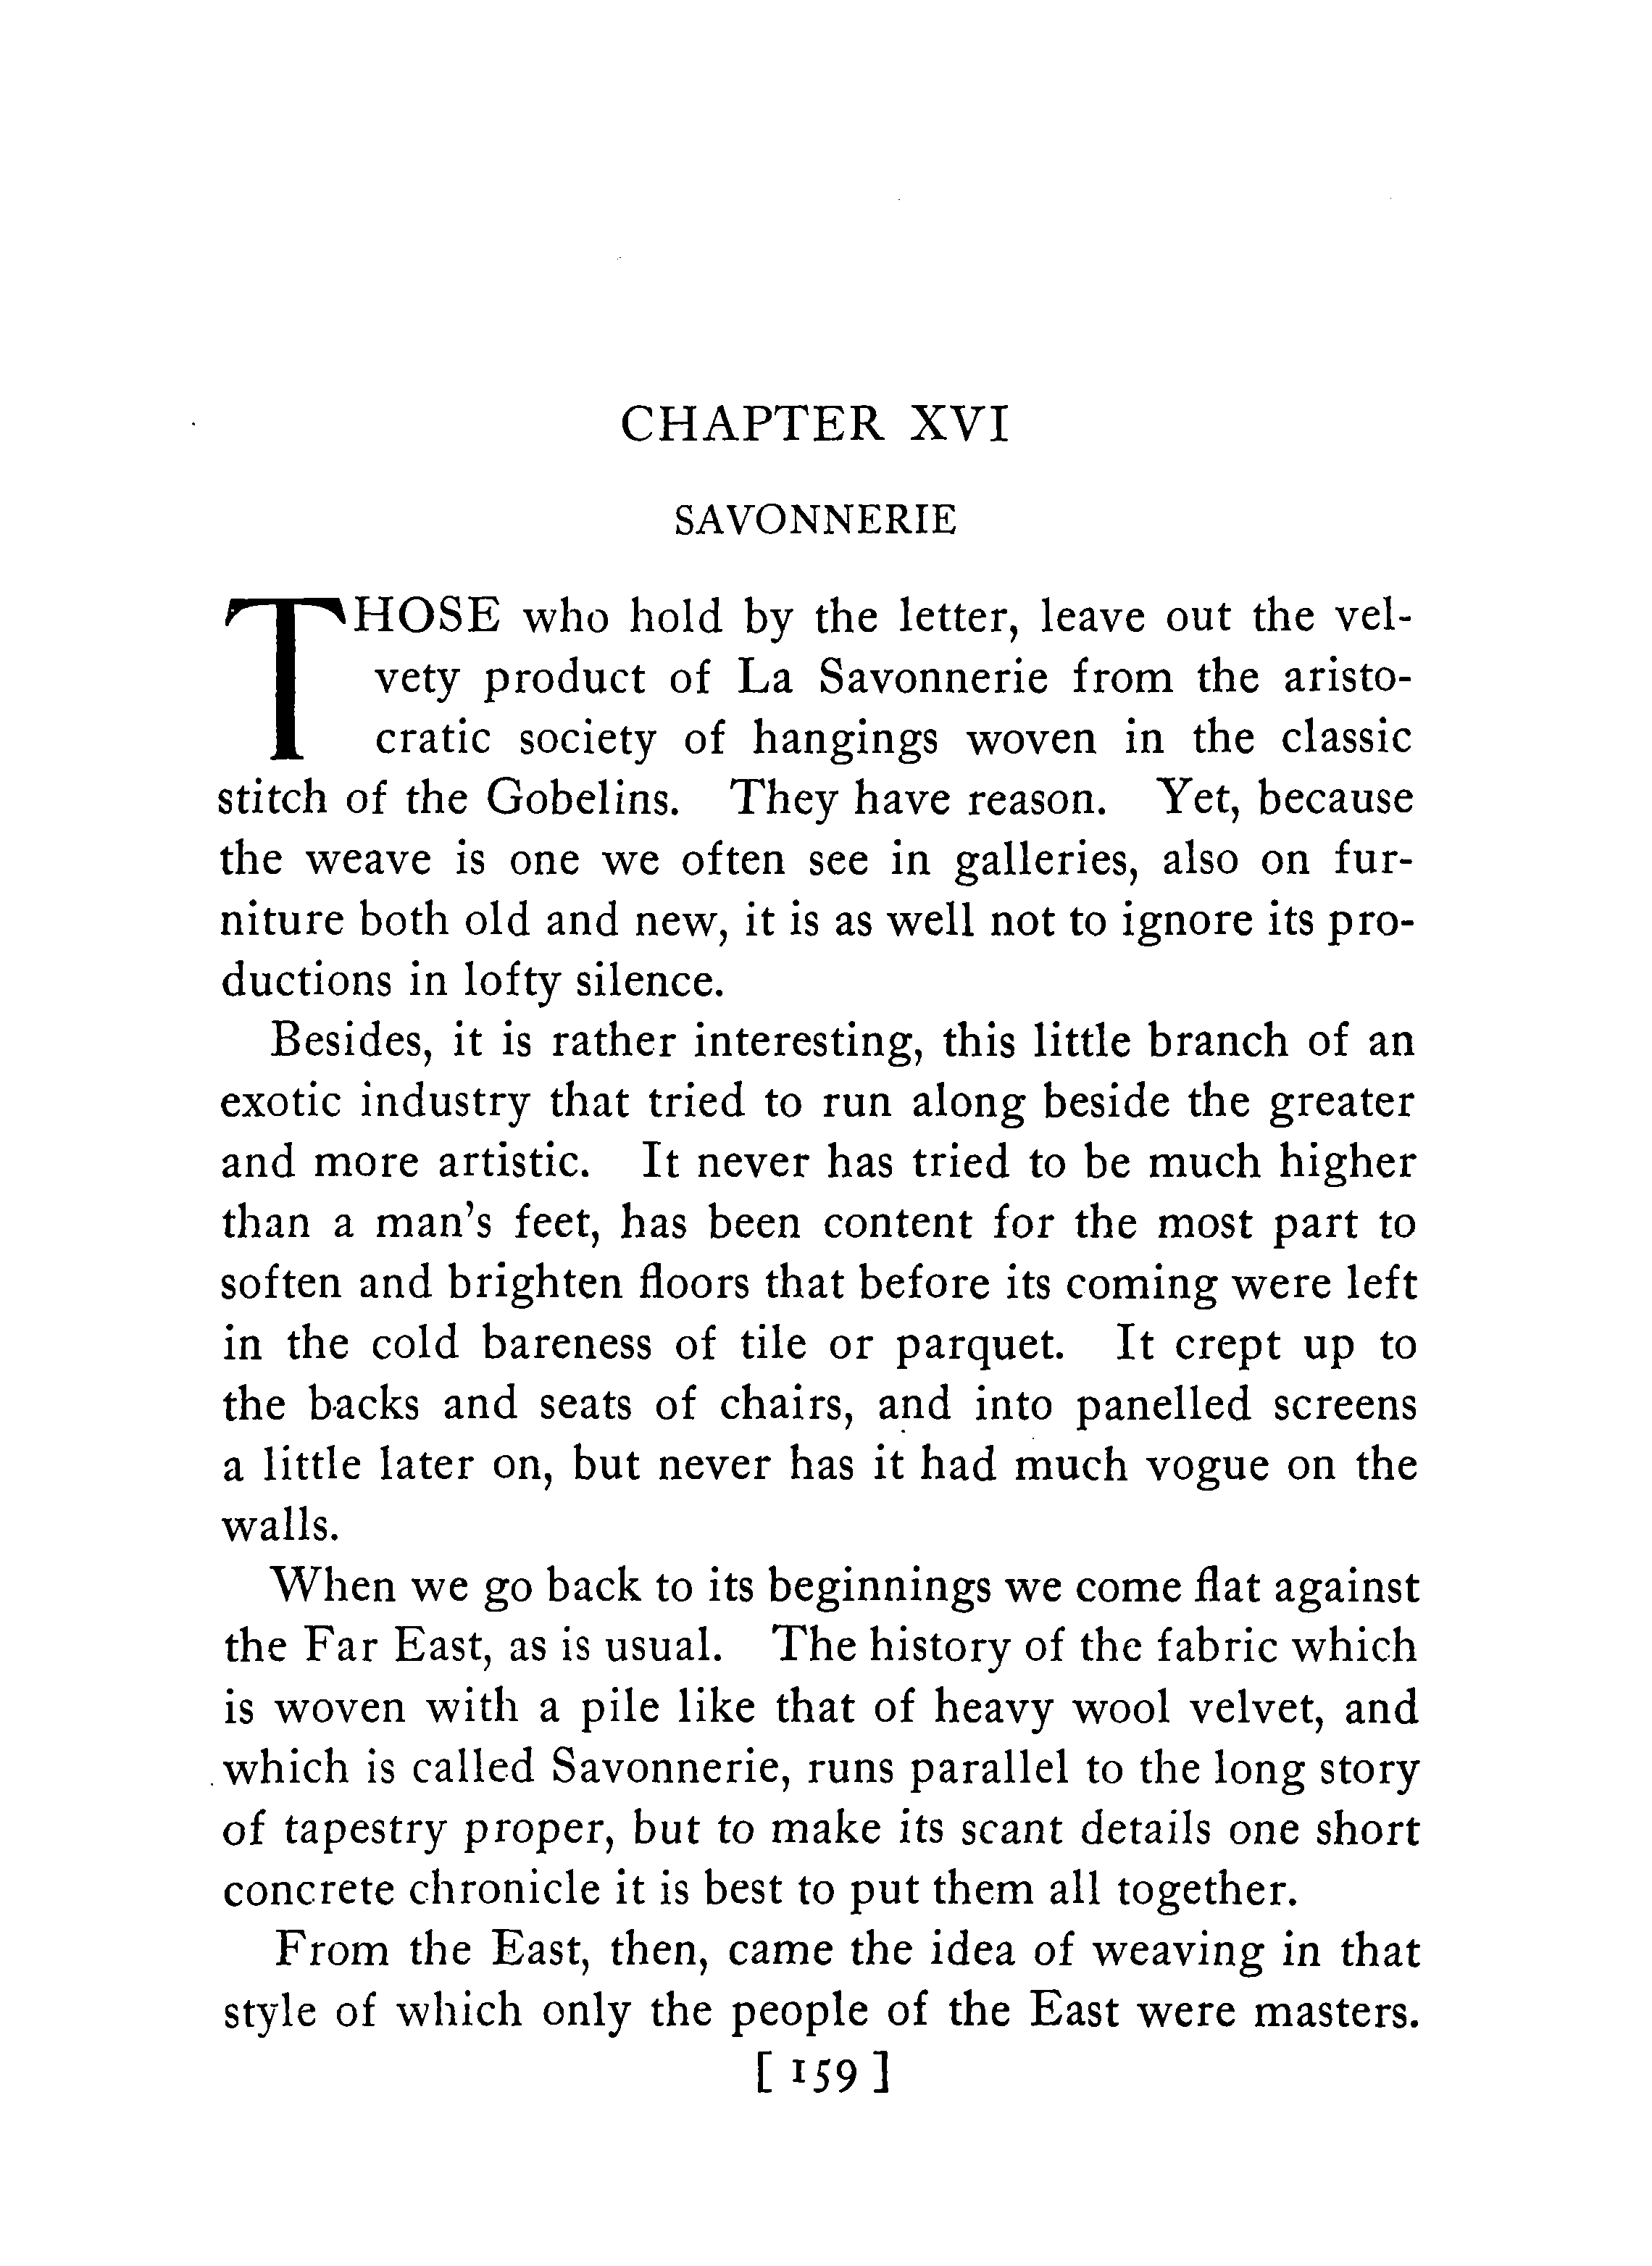 CHAPTER XVI
SAVONNERIE
THOSE who hold by the letter, leave out the vel-
vety product of La Savonnerie from the aristo-
cratic society of hangings woven in the classic
stitch of the Gobelins. They have reason. Yet, because
the weave is one we often see in galleries, also on fur-
niture both old and new, it is as well not to ignore its pro-
ductions in lofty silence.
Besides, it is rather interesting, this little branch of an
exotic industry that tried to run along beside the greater
and more artistic. It never has tried to be much higher
than a man's feet, has been content for the most part to
soften and brighten floors that before its coming were left
in the cold bareness of tile or parquet. It crept up to
the backs and seats of chairs, and into panelled screens
a little later on, but never has it had much vogue on the
walls.
When we go back to its beginnings we come flat against
the Far East, as is usual. The history of the fabric which
is woven with a pile like that of heavy wool velvet, and
which is called Savonnerie, runs parallel to the long story
of tapestry proper, but to make its scant details one short
concrete chronicle it is best to put them all together.
From the East, then, came the idea of weaving in that
style of which only the people of the East were masters.
[ 159 ]